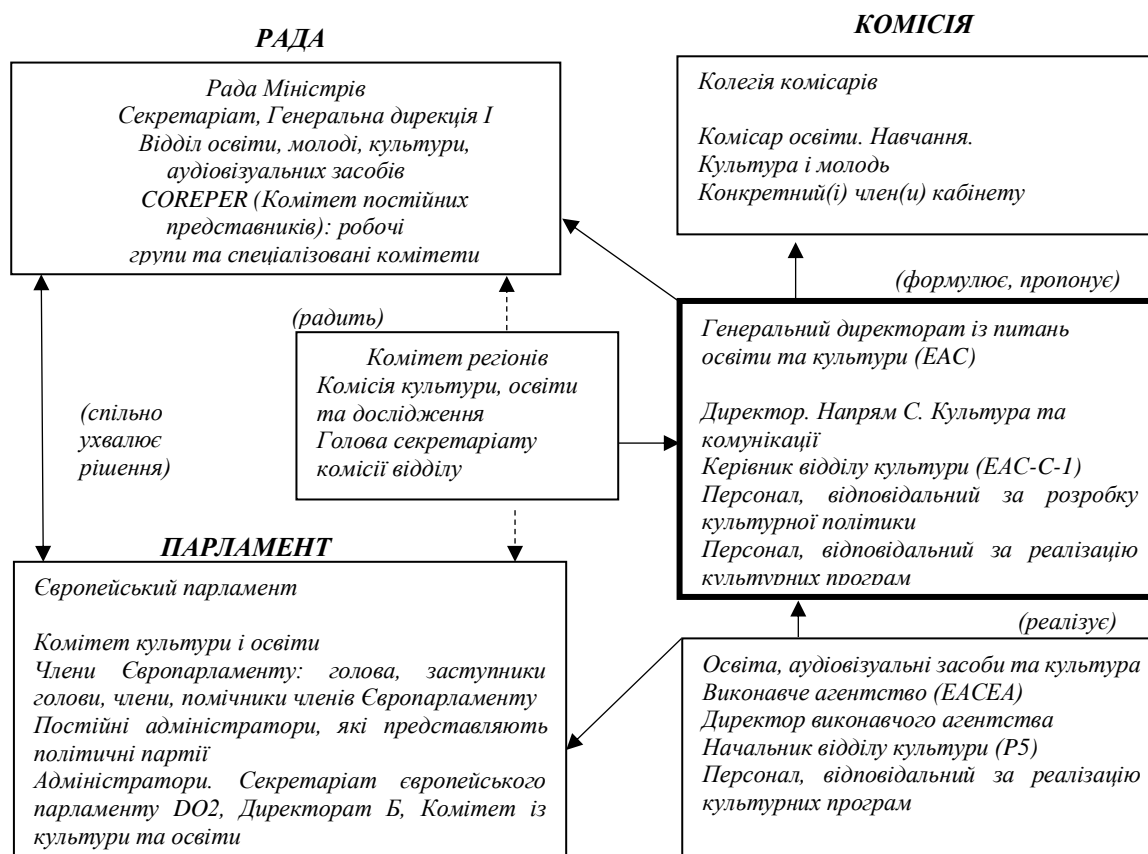 РАДА
Рада Міністрів
Секретаріат, Генеральна дирекція I
Відділ освіти, молоді, культури,
аудіовізуальних засобів
COREPER (Комітет постійних
представників): робочі
групи та спеціалізовані комітети
КОМІСІЯ
Колегія комісарів
Комісар освіти. Навчання.
Культура і молодь
Конкретний(і) член(и) кабінету
(формулює, пропонує)
(радить)
Комітет регіонів
Комісія культури, освіти
та дослідження
Голова секретаріату
комісії відділу
(спільно
ухвалює
рішення)
Генеральний директорат із питань
освіти та культури (EAC)
Директор. Напрям С. Культура та
комунікації
Керівник відділу культури (EAC-C-1)
Персонал, відповідальний за розробку
культурної політики
Персонал, відповідальний за реалізацію
культурних програм
ПАРЛАМЕНТ
Європейський парламент
Комітет культури і освіти
Члени Європарламенту: голова, заступники
голови, члени, помічники членів Європарламенту
Постійні адміністратори, які представляють
політичні партії
Адміністратори. Секретаріат європейського
парламенту DO2, Директорат Б, Комітет із
культури та освіти
(реалізує)
Освіта, аудіовізуальні засоби та культура
Виконавче агентство (EACEA)
Директор виконавчого агентства
Начальник відділу культури (P5)
Персонал, відповідальний за реалізацію
культурних програм